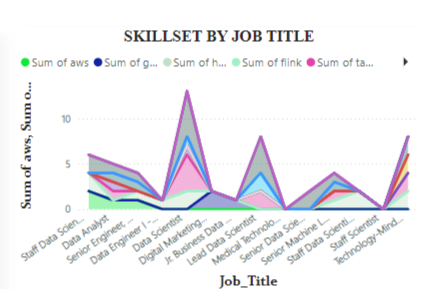 SKILLSET BY JOB TITLE
Sum of aws Sum of g... Sum of h... Sum of flink Sum of ta...
Sum of aws, Sum o...
10
5
0
Staff Data Scien...
Data Analyst
Senior Engineer, ...
Data Engineer I –...
Data Scientist
Digital Marketing...
Jr. Business Data ...
Lead Data Scientist
Medical Technolo...
Senior Data Scie...
Senior Machine L...
Staff Data Scienti...
Staff Scientist
Technology-Mind...
Job_Title